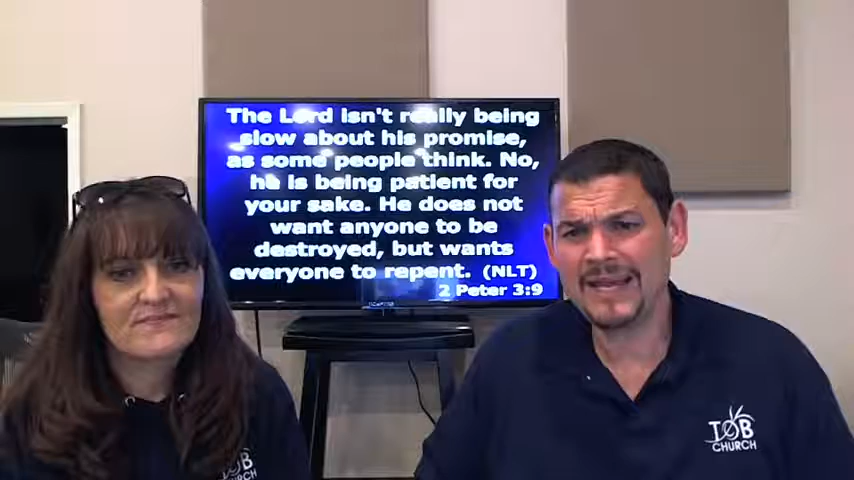 The Lord isn't really being
slow about his promise,
as some people think. No,
he is being patient for
your sake. He does not
want anyone to be
destroyed, but wants
everyone to repent. (NLT)
2 Peter 3:9
TOB
CHURCH
TOB
CHURCH